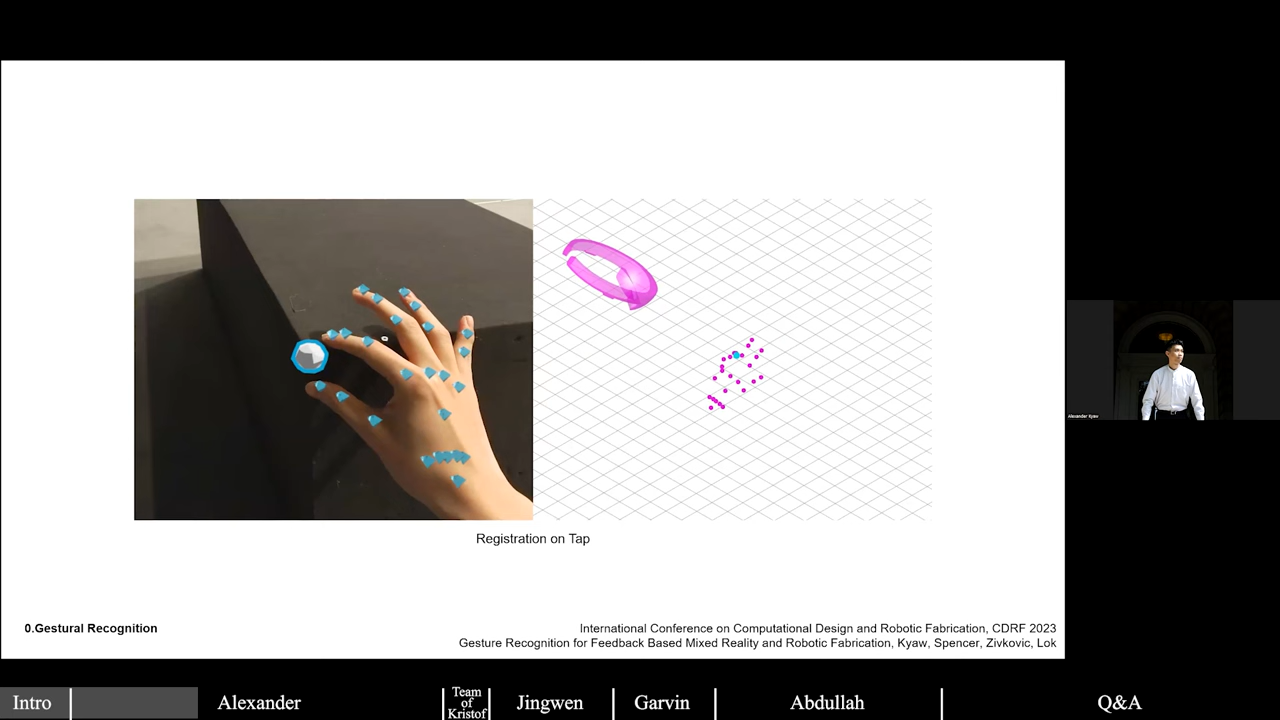 Registration on Tap
0.Gestural Recognition
International Conference on Computational Design and Robotic Fabrication, CDRF 2023
Gesture Recognition for Feedback Based Mixed Reality and Robotic Fabrication, Kyaw, Spencer, Zivkovic, Lok
Alexander Kyaw
Intro
Alexander
Team
of
Kristof
Jingwen
Garvin
Abdullah
Q&A